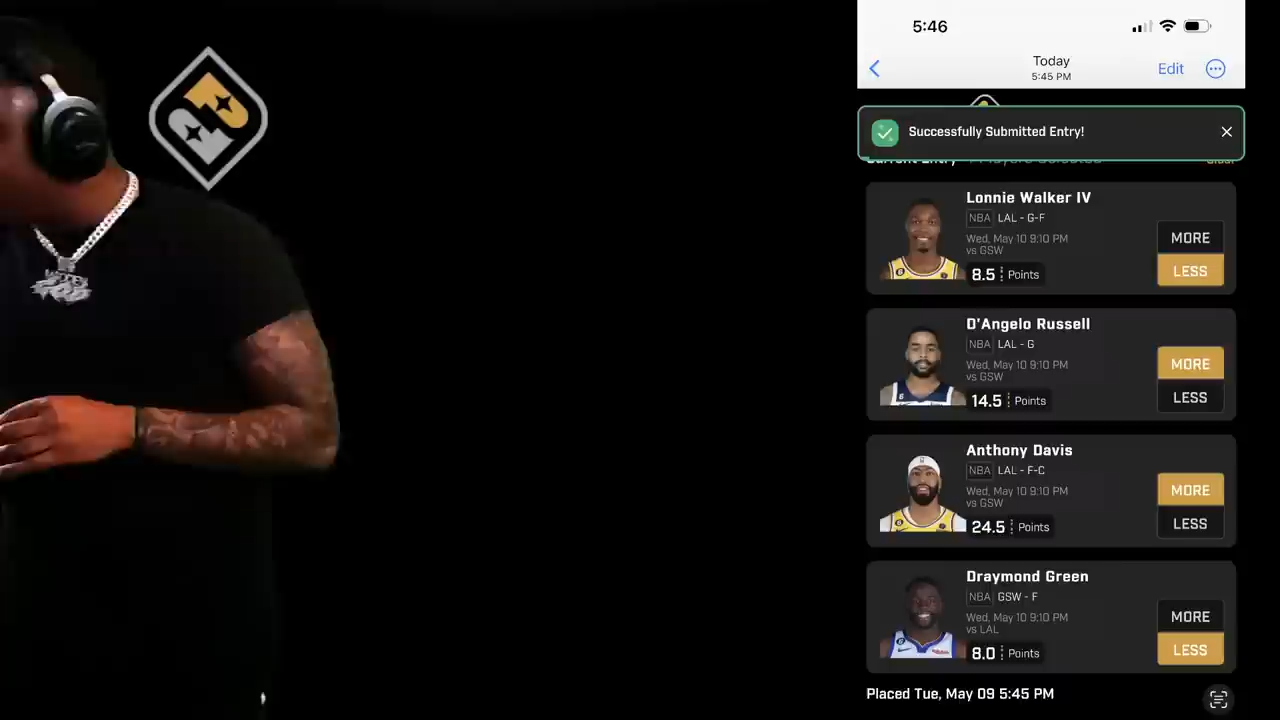 5:46
Today
5:45 PM
Edit
Successfully Submitted Entry!
Lonnie Walker IV
NBA LAL - G-F
Wed, May 10 9:10 PM
vs GSW
8.5 Points
MORE
LESS
D'Angelo Russell
NBA LAL - G
Wed, May 10 9:10 PM
vs GSW
14.5 Points
MORE
LESS
Anthony Davis
NBA LAL - F-C
Wed, May 10 9:10 PM
vs GSW
24.5 Points
MORE
LESS
Draymond Green
NBA GSW - F
Wed, May 10 9:10 PM
vs LAL
8.0 Points
MORE
LESS
Placed Tue, May 09 5:45 PM